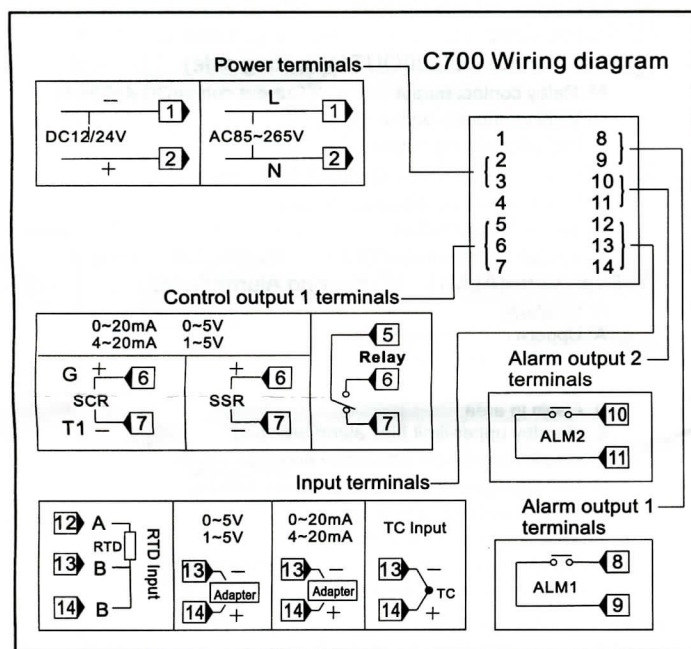 Power terminals
C700 Wiring diagram
− 1
DC12/24V
+ 2
L 1
AC85~265V
N 2
1 8
2 9
3 10
4 11
5 12
6 13
7 14
Control output 1 terminals
0~20mA 0~5V
4~20mA 1~5V
G + 6
SCR
T1 − 7
+ 6
SSR
− 7
5
Relay
6
7
Alarm output 2
terminals
10
ALM2
11
Input terminals
12 A
RTD
13 B
14 B
RTD Input
0~5V
1~5V
13 −
Adapter
14 +
0~20mA
4~20mA
13 −
Adapter
14 +
TC Input
13 −
TC
14 +
Alarm output 1
terminals
8
ALM1
9